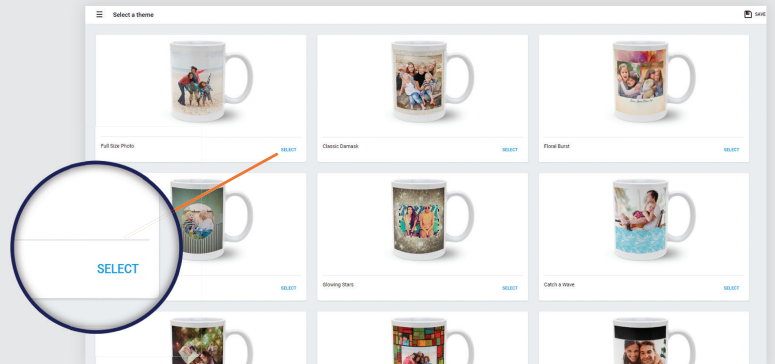 Select a theme
SAVE
Full Size Photo
SELECT
Classic Damask
SELECT
Floral Burst
SELECT
SELECT
SELECT
Glowing Stars
SELECT
Catch a Wave
SELECT